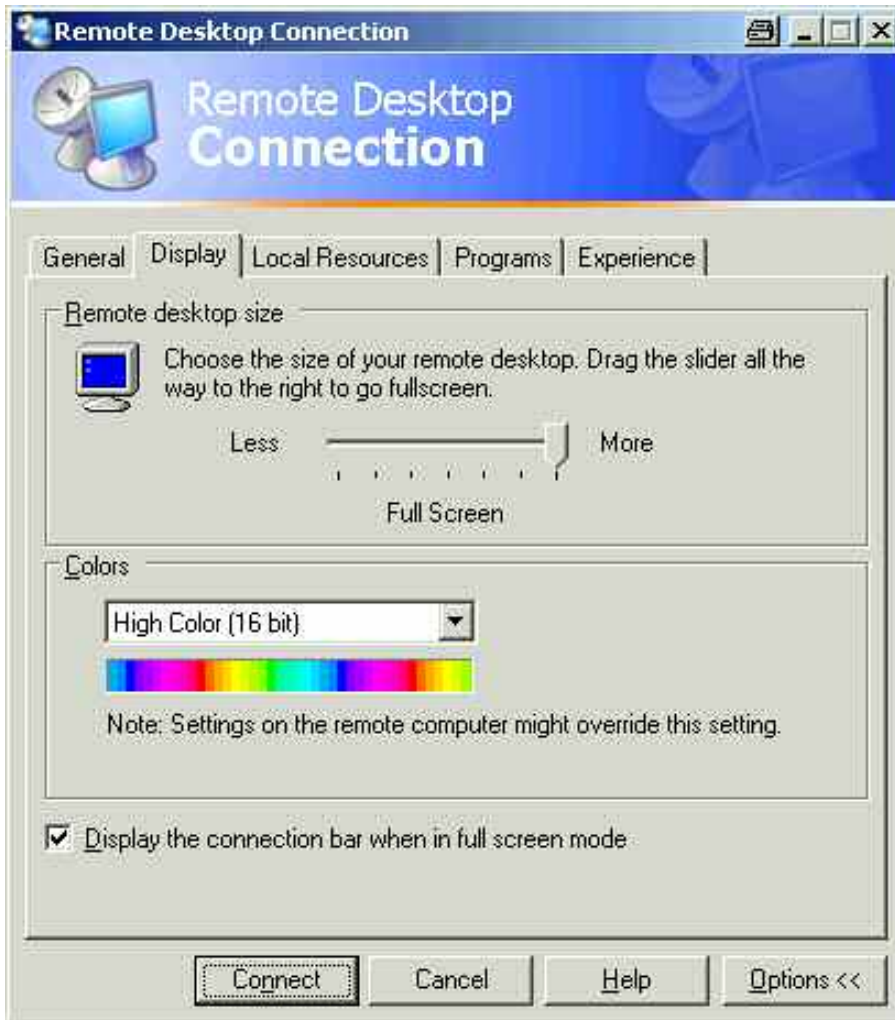 Remote Desktop Connection
Remote Desktop
Connection
General
Display
Local Resources
Programs
Experience
Remote desktop size
Choose the size of your remote desktop. Drag the slider all the
way to the right to go fullscreen.
Less
More
Full Screen
Colors
High Color (16 bit)
Note: Settings on the remote computer might override this setting.
Display the connection bar when in full screen mode
Connect
Cancel
Help
Options <<